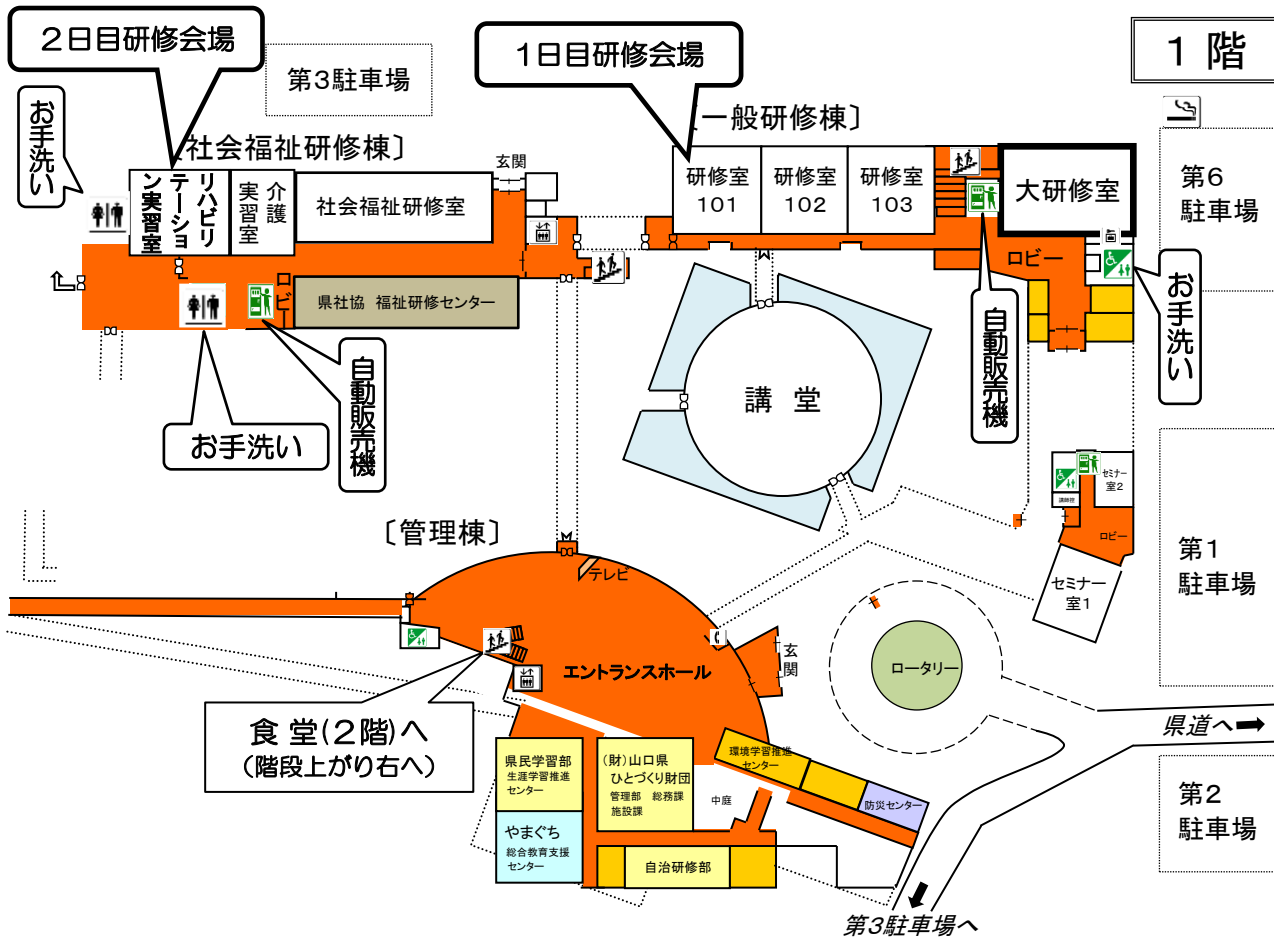 2日目研修会場
1日目研修会場
1 階
第3駐車場
お手洗い
〔一般研修棟〕
〔社会福祉研修棟〕
玄関
リハビリ
テーショ
ン実習室
介護
実習室
社会福祉研修室
研修室
101
研修室
102
研修室
103
大研修室
第6
駐車場
ロビー
ロビー
県社協 福祉研修センター
お手洗い
自動販売機
自動販売機
お手洗い
講 堂
セミナー
室2
講師控
ロビー
セミナー
室1
第1
駐車場
〔管理棟〕
テレビ
エントランスホール
玄関
ロータリー
食 堂(2階)へ
(階段上がり右へ)
県道へ
県民学習部
生涯学習推進
センター
(財)山口県
ひとづくり財団
管理部 総務課
施設課
環境学習推進
センター
中庭
防災センター
第2
駐車場
やまぐち
総合教育支援
センター
自治研修部
第3駐車場へ